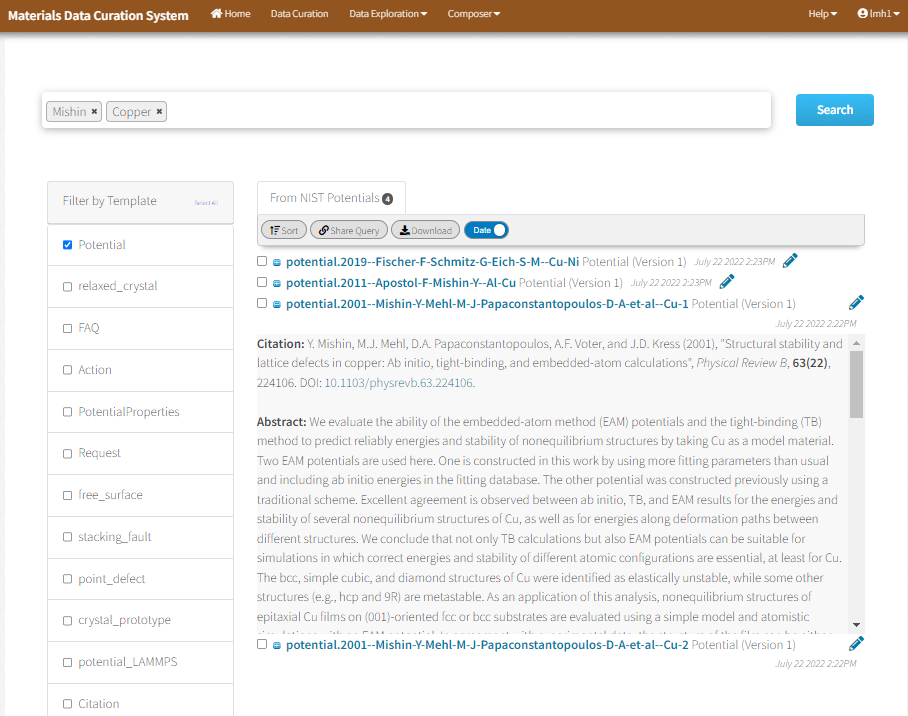 Materials Data Curation System Home Data Curation Data Exploration Composer Help lmh1
Mishin × Copper × Search
Filter by Template Select All
Potential
relaxed_crystal
FAQ
Action
PotentialProperties
Request
free_surface
stacking_fault
point_defect
crystal_prototype
potential_LAMMPS
Citation
From NIST Potentials 4
Sort Share Query Download Date
potential.2019--Fischer-F-Schmitz-G-Eich-S-M--Cu-Ni Potential (Version 1) July 22 2022 2:23PM
potential.2011--Apostol-F-Mishin-Y--Al-Cu Potential (Version 1) July 22 2022 2:23PM
potential.2001--Mishin-Y-Mehl-M-J-Papaconstantopoulos-D-A-et-al--Cu-1 Potential (Version 1)
July 22 2022 2:22PM
Citation: Y. Mishin, M.J. Mehl, D.A. Papaconstantopoulos, A.F. Voter, and J.D. Kress (2001), "Structural stability and
lattice defects in copper: Ab initio, tight-binding, and embedded-atom calculations", Physical Review B, 63(22),
224106. DOI: 10.1103/physrevb.63.224106.
Abstract: We evaluate the ability of the embedded-atom method (EAM) potentials and the tight-binding (TB)
method to predict reliably energies and stability of nonequilibrium structures by taking Cu as a model material.
Two EAM potentials are used here. One is constructed in this work by using more fitting parameters than usual
and including ab initio energies in the fitting database. The other potential was constructed previously using a
traditional scheme. Excellent agreement is observed between ab initio, TB, and EAM results for the energies and
stability of several nonequilibrium structures of Cu, as well as for energies along deformation paths between
different structures. We conclude that not only TB calculations but also EAM potentials can be suitable for
simulations in which correct energies and stability of different atomic configurations are essential, at least for Cu.
The bcc, simple cubic, and diamond structures of Cu were identified as elastically unstable, while some other
structures (e.g., hcp and 9R) are metastable. As an application of this analysis, nonequilibrium structures of
epitaxial Cu films on (001)-oriented fcc or bcc substrates are evaluated using a simple model and atomistic
potential.2001--Mishin-Y-Mehl-M-J-Papaconstantopoulos-D-A-et-al--Cu-2 Potential (Version 1)
July 22 2022 2:22PM